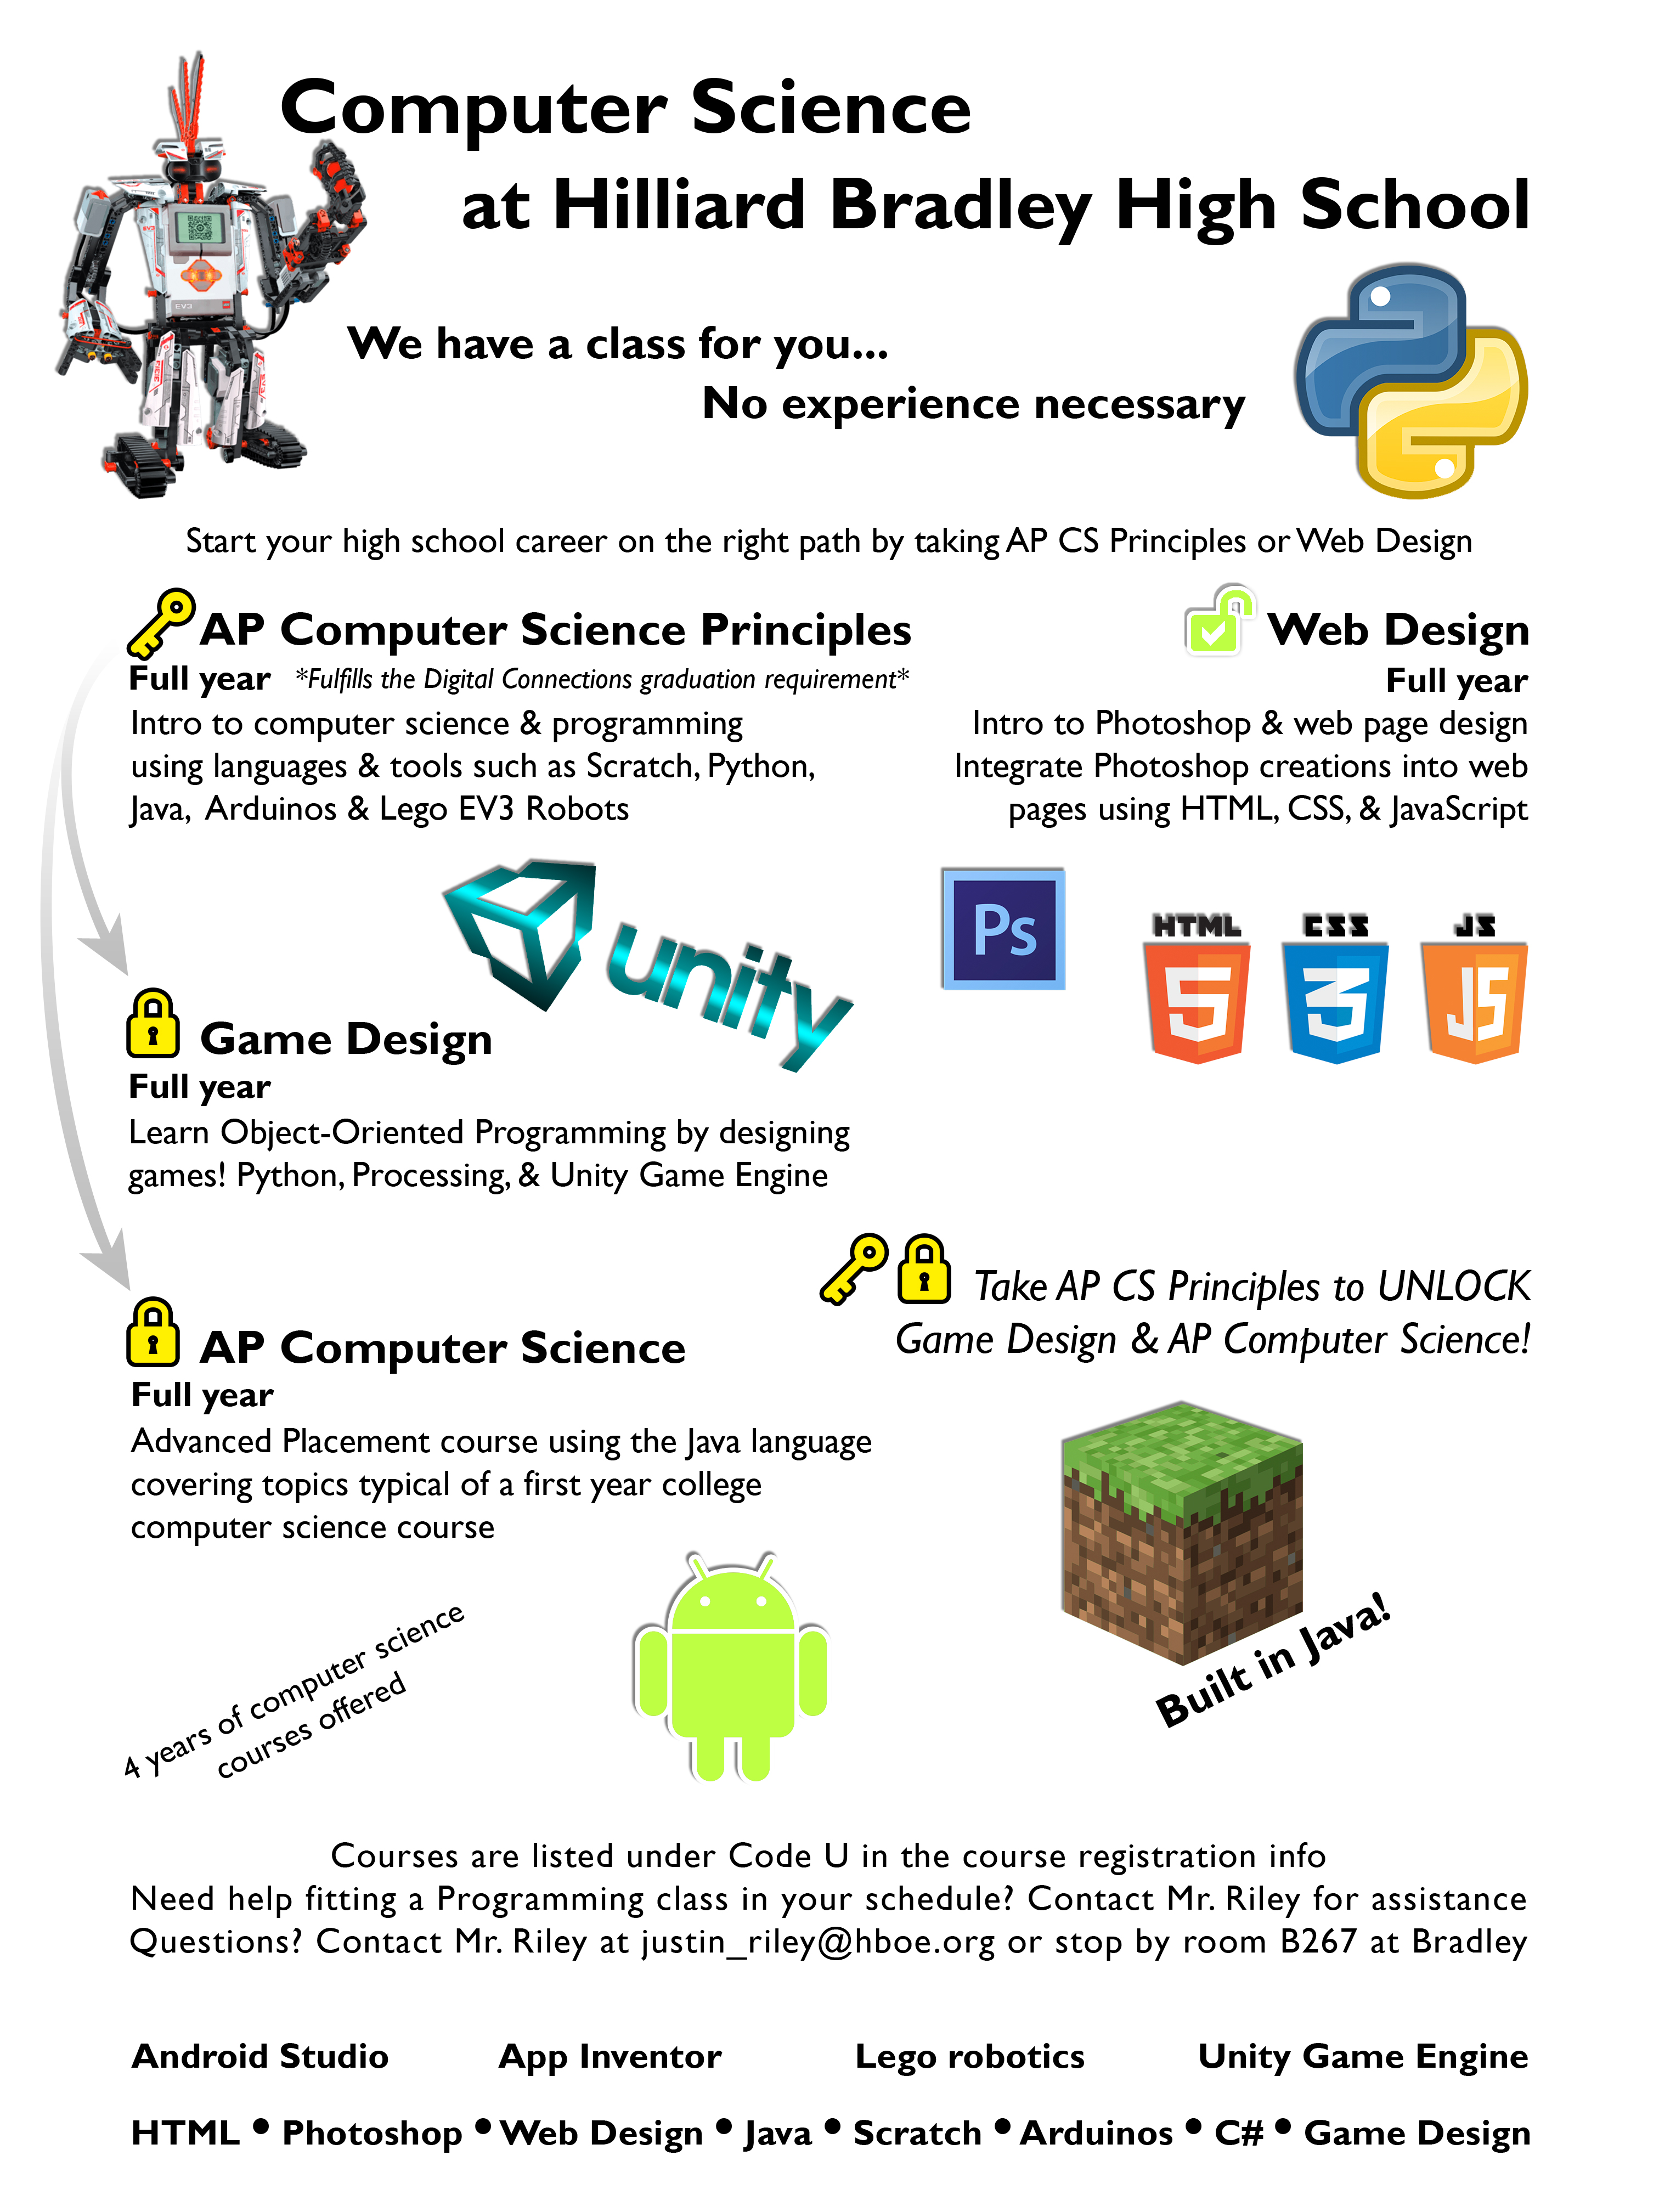 Computer Science
at Hilliard Bradley High School
We have a class for you...
No experience necessary
EV3
EV3
Start your high school career on the right path by taking AP CS Principles or Web Design
AP Computer Science Principles
Full year *Fulfills the Digital Connections graduation requirement*
Intro to computer science & programming
using languages & tools such as Scratch, Python,
Java, Arduinos & Lego EV3 Robots
Web Design
Full year
Intro to Photoshop & web page design
Integrate Photoshop creations into web
pages using HTML, CSS, & JavaScript
unity
Ps
HTML CSS JS
5 3 JS
Game Design
Full year
Learn Object-Oriented Programming by designing
games! Python, Processing, & Unity Game Engine
Take AP CS Principles to UNLOCK
Game Design & AP Computer Science!
AP Computer Science
Full year
Advanced Placement course using the Java language
covering topics typical of a first year college
computer science course
Built in Java!
4 years of computer science
courses offered
Courses are listed under Code U in the course registration info
Need help fitting a Programming class in your schedule? Contact Mr. Riley for assistance
Questions? Contact Mr. Riley at justin_riley@hboe.org or stop by room B267 at Bradley
Android Studio App Inventor Lego robotics Unity Game Engine
HTML • Photoshop • Web Design • Java • Scratch • Arduinos • C# • Game Design